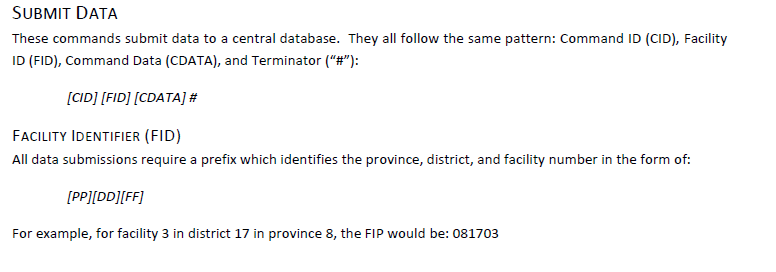 SUBMIT DATA
These commands submit data to a central database.  They all follow the same pattern: Command ID (CID), Facility
ID (FID), Command Data (CDATA), and Terminator (“#”):
[CID] [FID] [CDATA] #
FACILITY IDENTIFIER (FID)
All data submissions require a prefix which identifies the province, district, and facility number in the form of:
[PP][DD][FF]
For example, for facility 3 in district 17 in province 8, the FIP would be: 081703